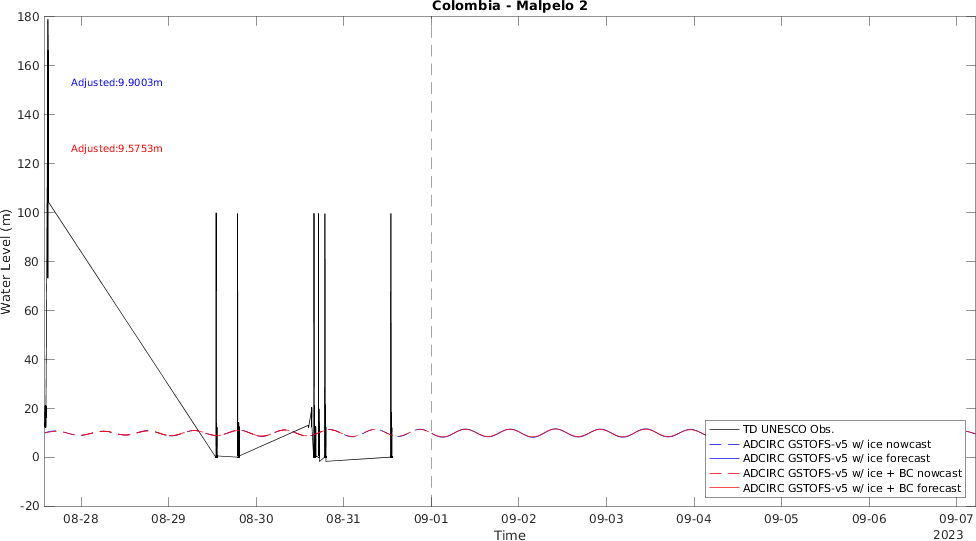 Colombia - Malpelo 2
180
160
140
120
100
80
60
40
20
0
-20
Water Level (m)
Adjusted:9.9003m
Adjusted:9.5753m
TD UNESCO Obs.
ADCIRC GSTOFS-v5 w/ ice nowcast
ADCIRC GSTOFS-v5 w/ ice forecast
ADCIRC GSTOFS-v5 w/ ice + BC nowcast
ADCIRC GSTOFS-v5 w/ ice + BC forecast
08-28 08-29 08-30 08-31 09-01 09-02 09-03 09-04 09-05 09-06 09-07
Time
2023